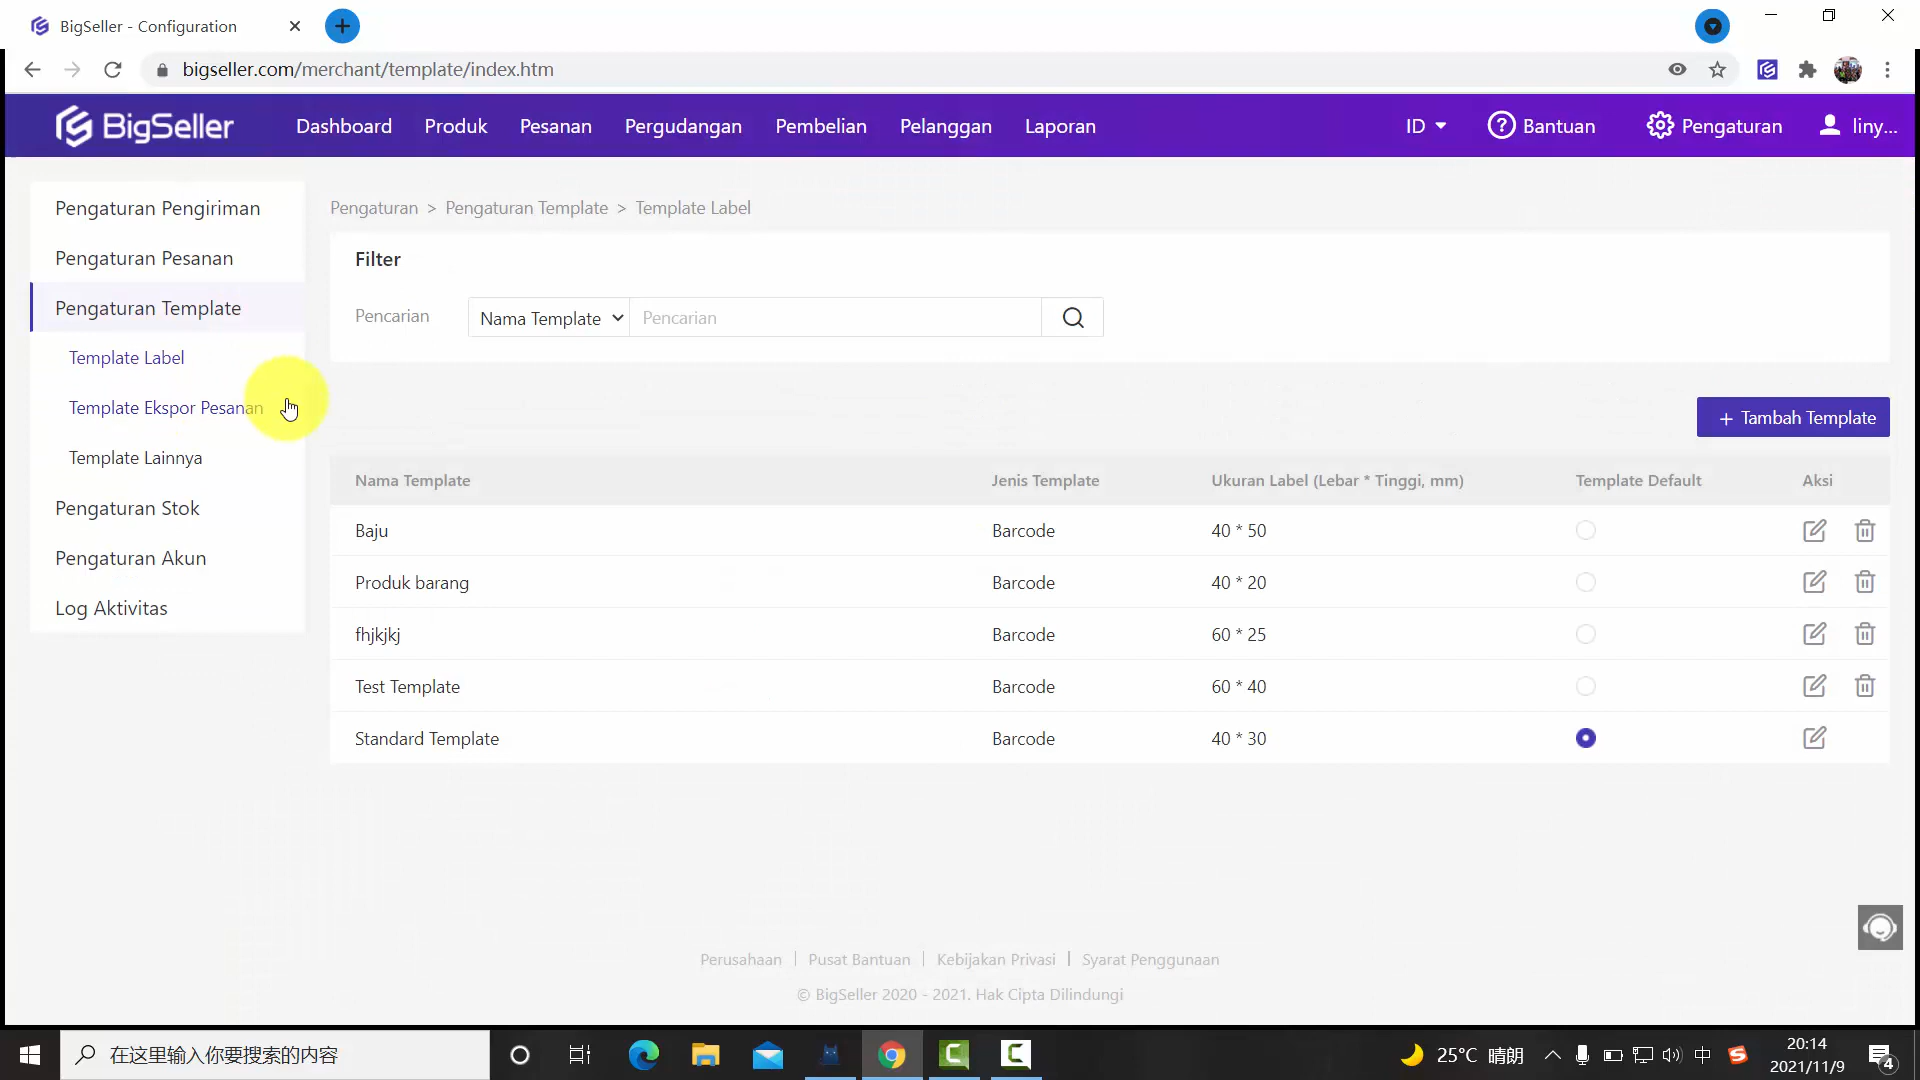 BigSeller - Configuration
bigseller.com/merchant/template/index.htm
BigSeller
Dashboard
Produk
Pesanan
Pergudangan
Pembelian
Pelanggan
Laporan
ID
Bantuan
Pengaturan
liny...
Pengaturan Pengiriman
Pengaturan Pesanan
Pengaturan Template
Template Label
Template Ekspor Pesanan
Template Lainnya
Pengaturan Stok
Pengaturan Akun
Log Aktivitas
Pengaturan > Pengaturan Template > Template Label
Filter
Pencarian
Nama Template
Pencarian
+ Tambah Template
Nama Template Jenis Template Ukuran Label (Lebar * Tinggi, mm) Template Default Aksi
Baju Barcode 40 * 50
Produk barang Barcode 40 * 20
fhjkjkj Barcode 60 * 25
Test Template Barcode 60 * 40
Standard Template Barcode 40 * 30
Perusahaan | Pusat Bantuan | Kebijakan Privasi | Syarat Penggunaan
© BigSeller 2020 - 2021. Hak Cipta Dilindungi
在这里输入你要搜索的内容
25°C 晴朗
中
20:14
2021/11/9
4